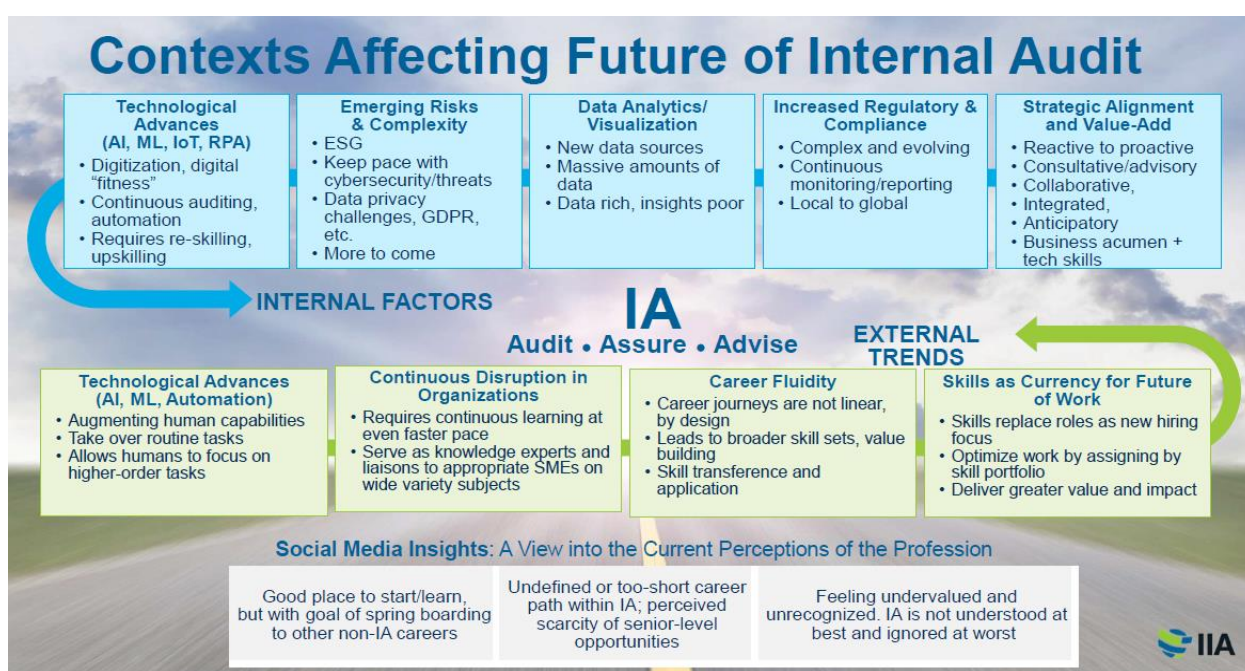 Contexts Affecting Future of Internal Audit
Technological
Advances
(AI, ML, IoT, RPA)
• Digitization, digital
“fitness”
• Continuous auditing,
automation
• Requires re-skilling,
upskilling
Emerging Risks
& Complexity
• ESG
• Keep pace with
cybersecurity/threats
• Data privacy
challenges, GDPR,
etc.
• More to come
Data Analytics/
Visualization
• New data sources
• Massive amounts of
data
• Data rich, insights poor
Increased Regulatory &
Compliance
• Complex and evolving
• Continuous
monitoring/reporting
• Local to global
Strategic Alignment
and Value-Add
• Reactive to proactive
• Consultative/advisory
• Collaborative,
• Integrated,
• Anticipatory
• Business acumen +
tech skills
INTERNAL FACTORS
IA
Audit • Assure • Advise
EXTERNAL
TRENDS
Technological Advances
(AI, ML, Automation)
• Augmenting human capabilities
• Take over routine tasks
• Allows humans to focus on
higher-order tasks
Continuous Disruption in
Organizations
• Requires continuous learning at
even faster pace
• Serve as knowledge experts and
liaisons to appropriate SMEs on
wide variety subjects
Career Fluidity
• Career journeys are not linear,
by design
• Leads to broader skill sets, value
building
• Skill transference and
application
Skills as Currency for Future
of Work
• Skills replace roles as new hiring
focus
• Optimize work by assigning by
skill portfolio
• Deliver greater value and impact
Social Media Insights: A View into the Current Perceptions of the Profession
Good place to start/learn,
but with goal of spring boarding
to other non-IA careers
Undefined or too-short career
path within IA; perceived
scarcity of senior-level
opportunities
Feeling undervalued and
unrecognized. IA is not understood at
best and ignored at worst
IIA